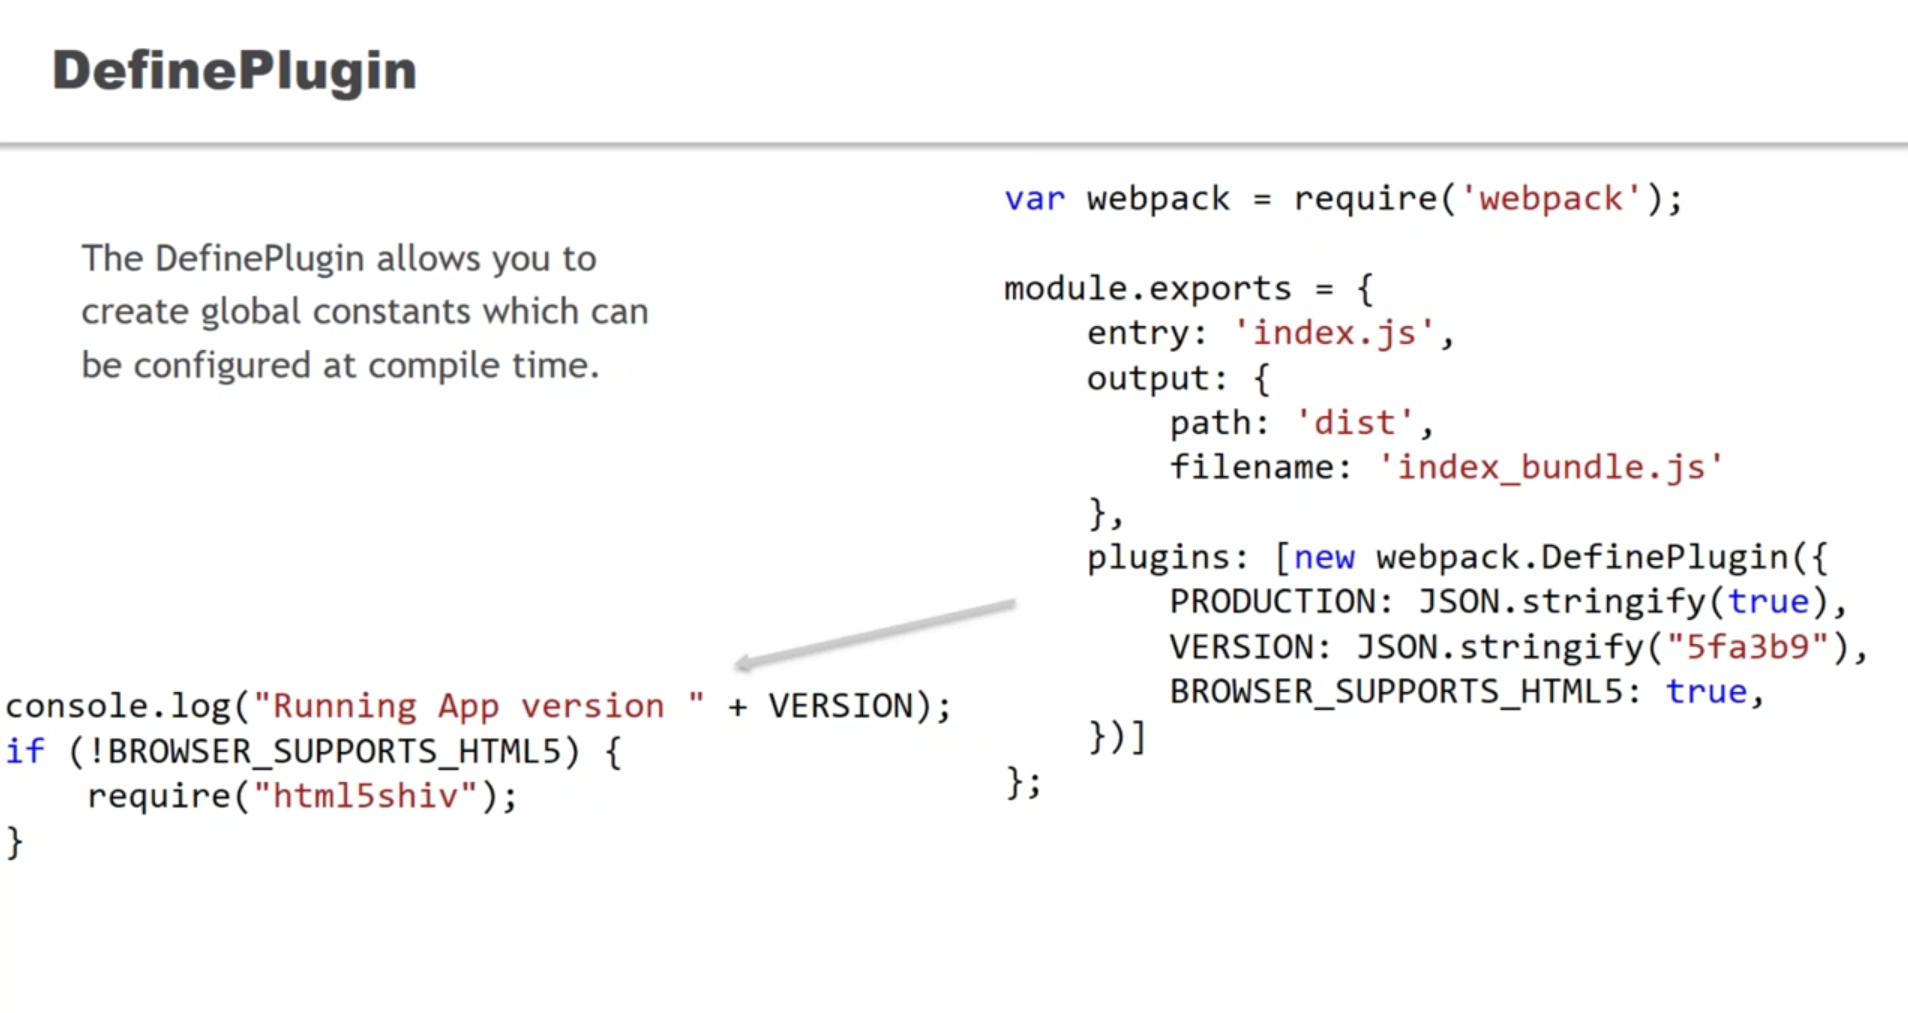 DefinePlugin
The DefinePlugin allows you to
create global constants which can
be configured at compile time.
console.log("Running App version " + VERSION);
if (!BROWSER_SUPPORTS_HTML5) {
    require("html5shiv");
}
var webpack = require('webpack');
module.exports = {
    entry: 'index.js',
    output: {
        path: 'dist',
        filename: 'index_bundle.js'
    },
    plugins: [new webpack.DefinePlugin({
        PRODUCTION: JSON.stringify(true),
        VERSION: JSON.stringify("5fa3b9"),
        BROWSER_SUPPORTS_HTML5: true,
    })]
};